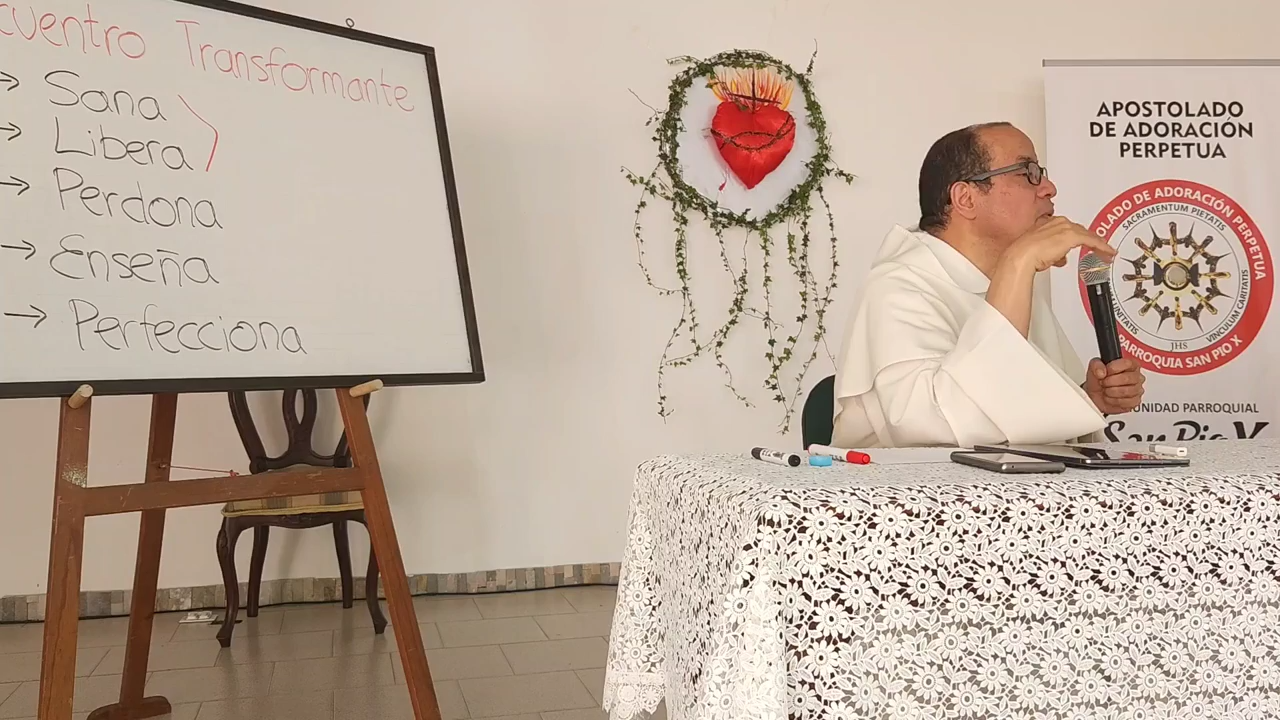 cuentro Transformante
→ Sana
→ Libera
→ Perdona
→ Enseña
→ Perfecciona
APOSTOLADO
DE ADORACIÓN
PERPETUA
OLADO DE ADORACIÓN PERPETUA
SACRAMENTUM PIETATIS
UNITATIS
VINCULUM CARITATIS
JHS
PARROQUIA SAN PIO X
UNIDAD PARROQUIAL
San Pio X